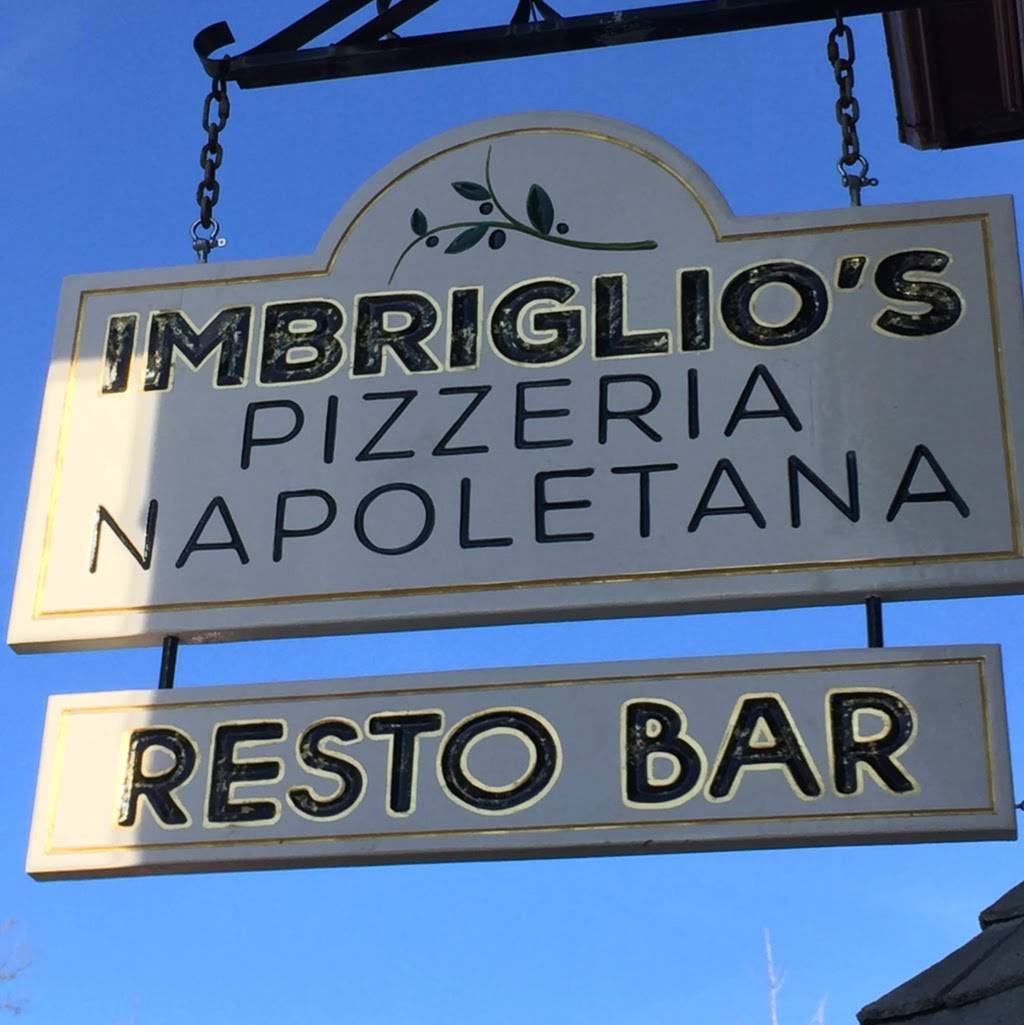 IMBRIGLIO'S
PIZZERIA
NAPOLETANA
RESTO BAR